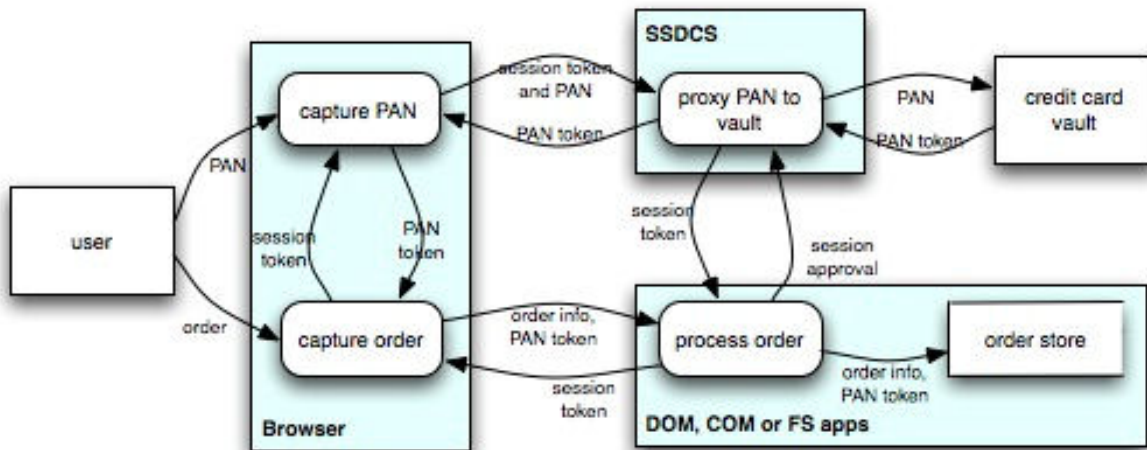 SSDCS
capture PAN
session token
and PAN
PAN token
proxy PAN to
vault
PAN
PAN token
credit card
vault
PAN
user
order
session
token
PAN
token
session
token
session
approval
capture order
order info,
PAN token
session
token
process order
order info,
PAN token
order store
Browser
DOM, COM or FS apps